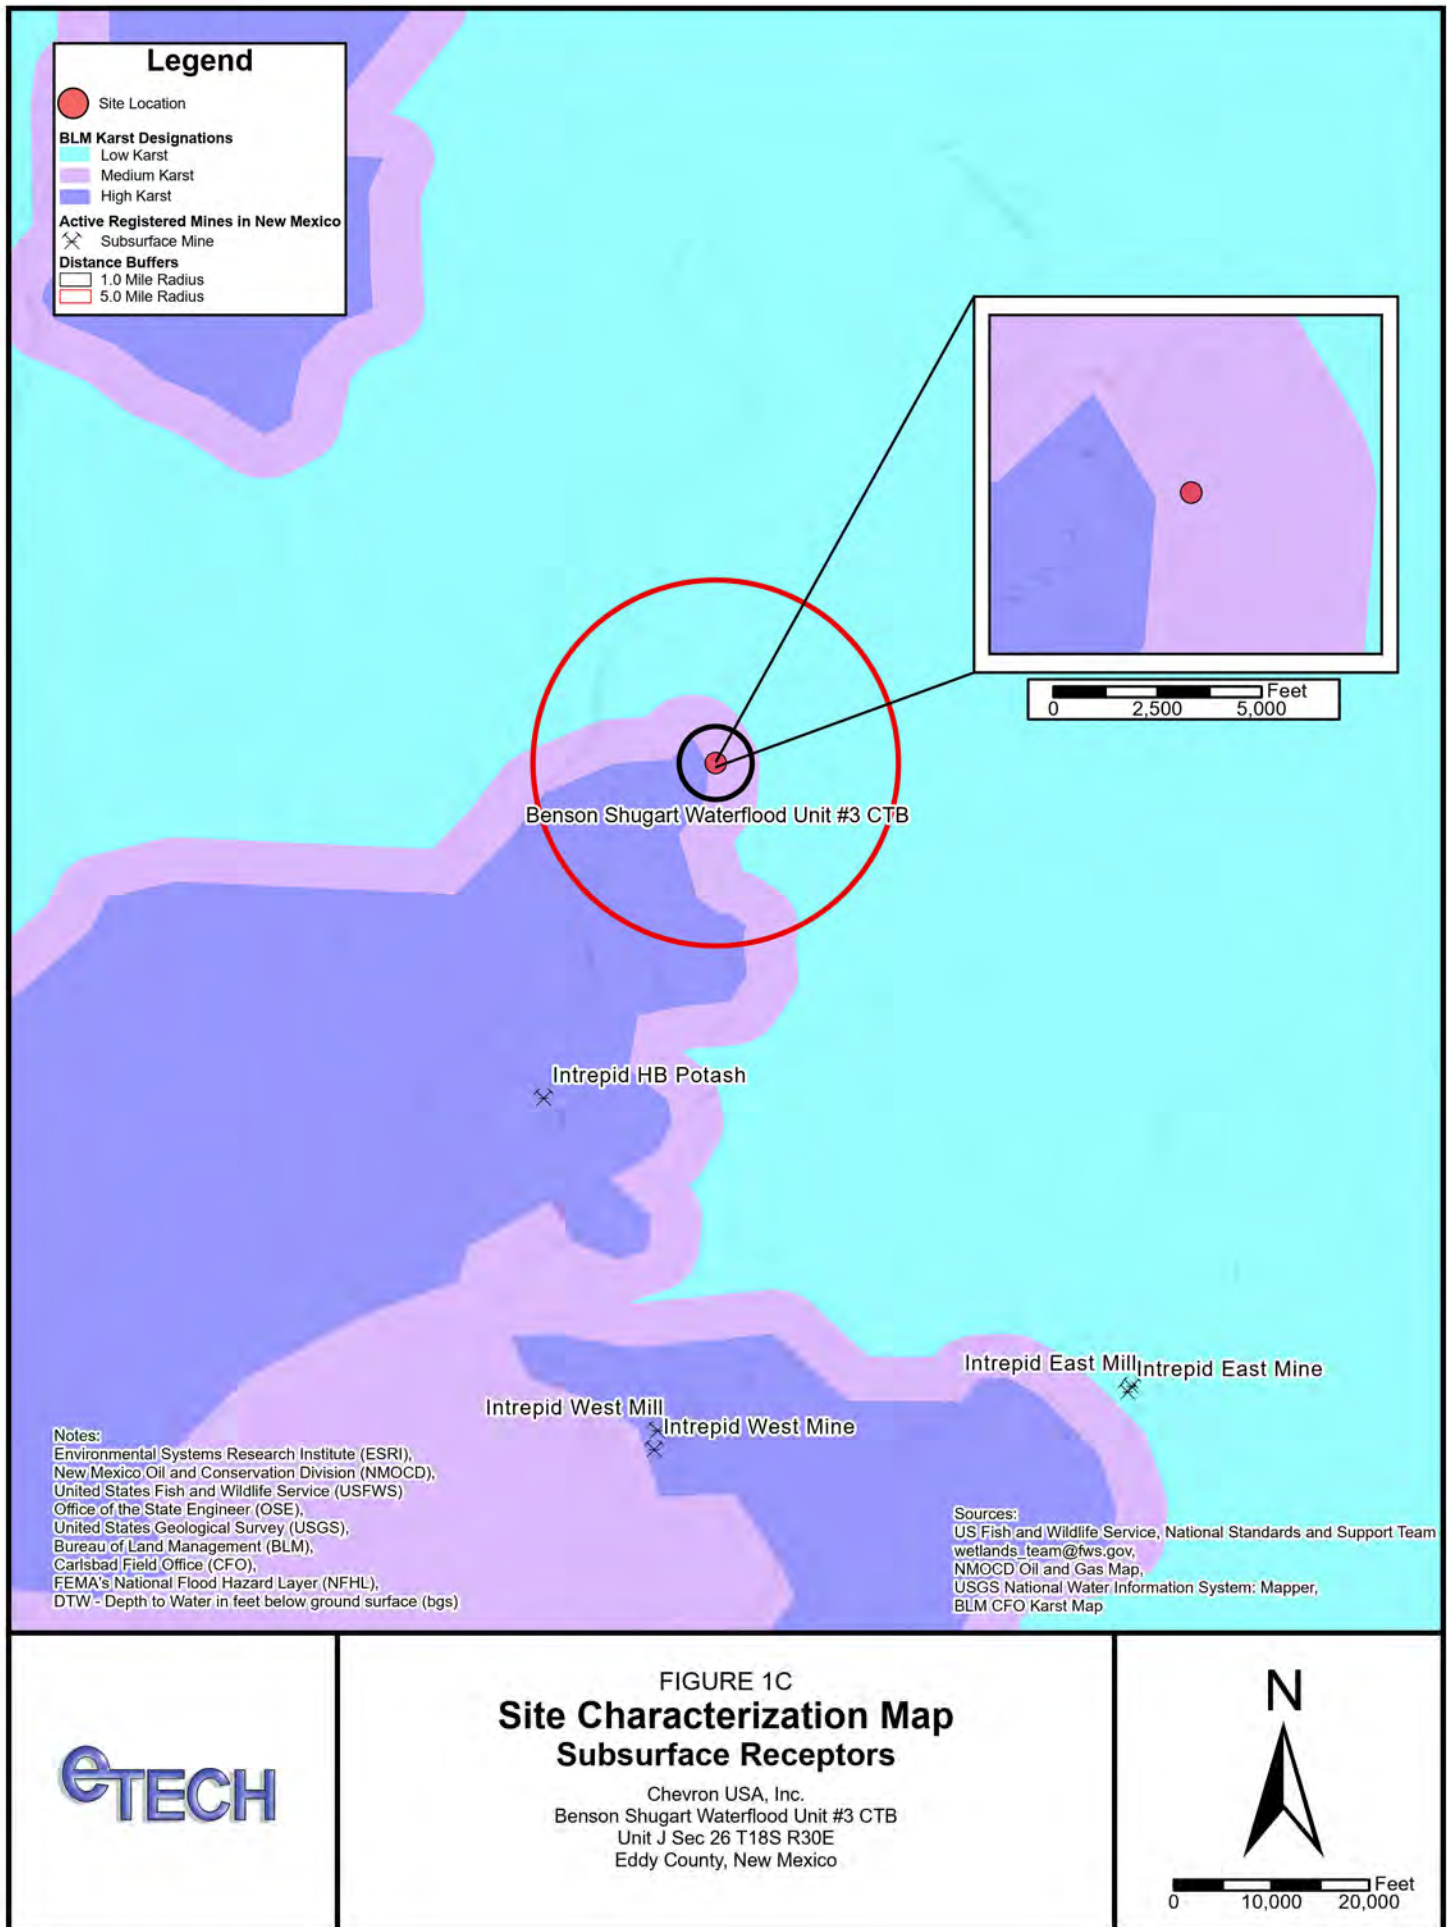 Legend
Site Location
BLM Karst Designations
Low Karst
Medium Karst
High Karst
Active Registered Mines in New Mexico
Subsurface Mine
Distance Buffers
1.0 Mile Radius
5.0 Mile Radius
Feet
0 2,500 5,000
Benson Shugart Waterflood Unit #3 CTB
Intrepid HB Potash
Intrepid East Mill
Intrepid East Mine
Intrepid West Mill
Intrepid West Mine
Notes:
Environmental Systems Research Institute (ESRI),
New Mexico Oil and Conservation Division (NMOCD),
United States Fish and Wildlife Service (USFWS)
Office of the State Engineer (OSE),
United States Geological Survey (USGS),
Bureau of Land Management (BLM),
Carlsbad Field Office (CFO),
FEMA's National Flood Hazard Layer (NFHL),
DTW - Depth to Water in feet below ground surface (bgs)
Sources:
US Fish and Wildlife Service, National Standards and Support Team
wetlands_team@fws.gov,
NMOCD Oil and Gas Map,
USGS National Water Information System: Mapper,
BLM CFO Karst Map
eTECH
FIGURE 1C
Site Characterization Map
Subsurface Receptors
Chevron USA, Inc.
Benson Shugart Waterflood Unit #3 CTB
Unit J Sec 26 T18S R30E
Eddy County, New Mexico
N
Feet
0 10,000 20,000